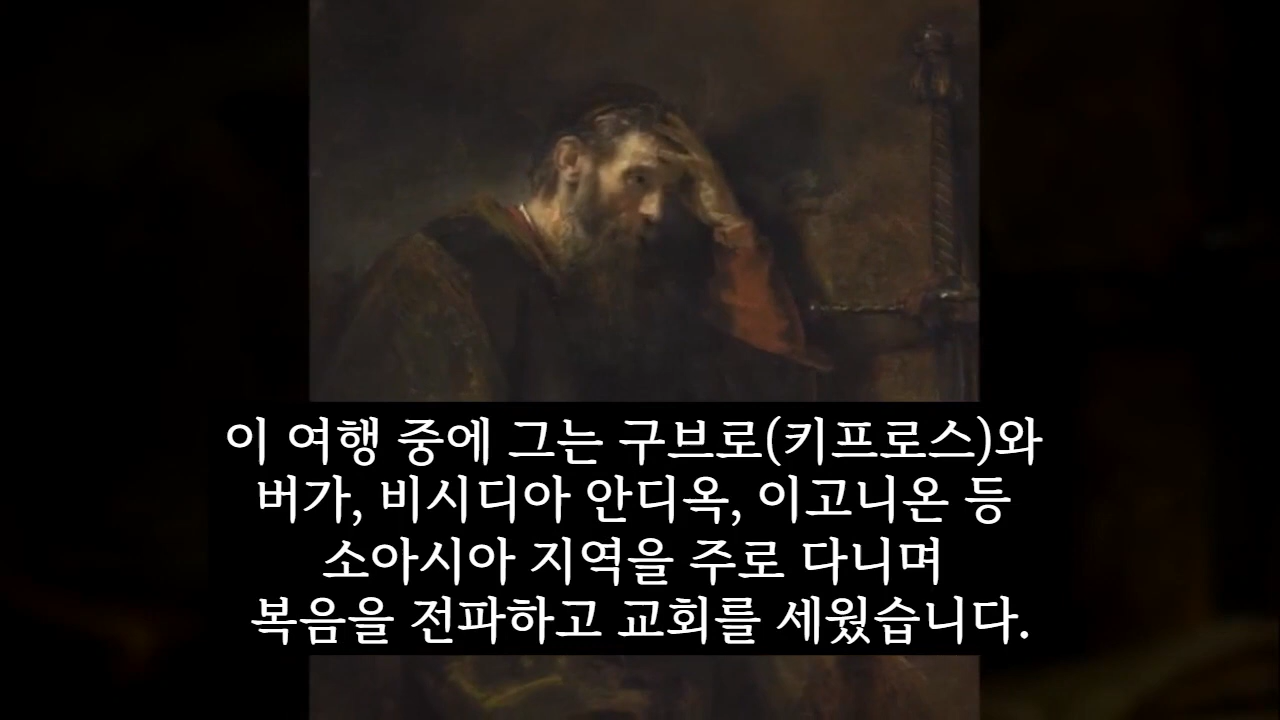 이 여행 중에 그는 구브로(키프로스)와
버가, 비시디아 안디옥, 이고니온 등
소아시아 지역을 주로 다니며
복음을 전파하고 교회를 세웠습니다.